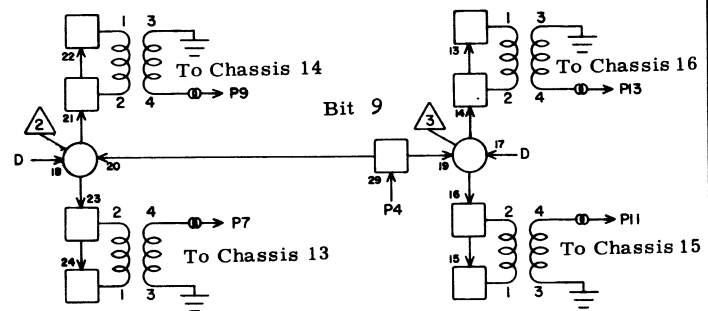 1 3
22
To Chassis 14
2 4 P9
21
2
D 18 20
23
2 4 P7
To Chassis 13
24
1 3
Bit 9
29
P4
1 3
13
To Chassis 16
2 4 P13
14
3
19 17 D
16
2 4 P11
To Chassis 15
15
1 3